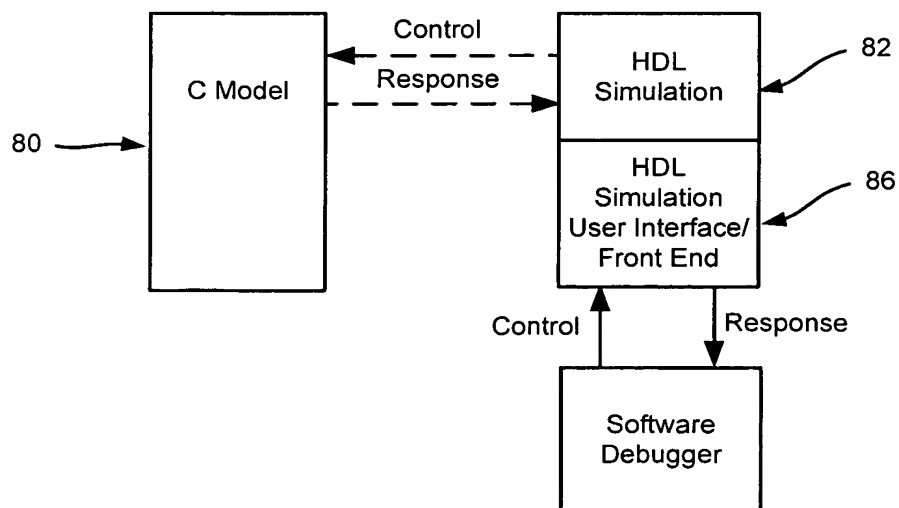 Control
C Model
Response
HDL
Simulation
82
80
HDL
Simulation
User Interface/
Front End
86
Control
Response
Software
Debugger